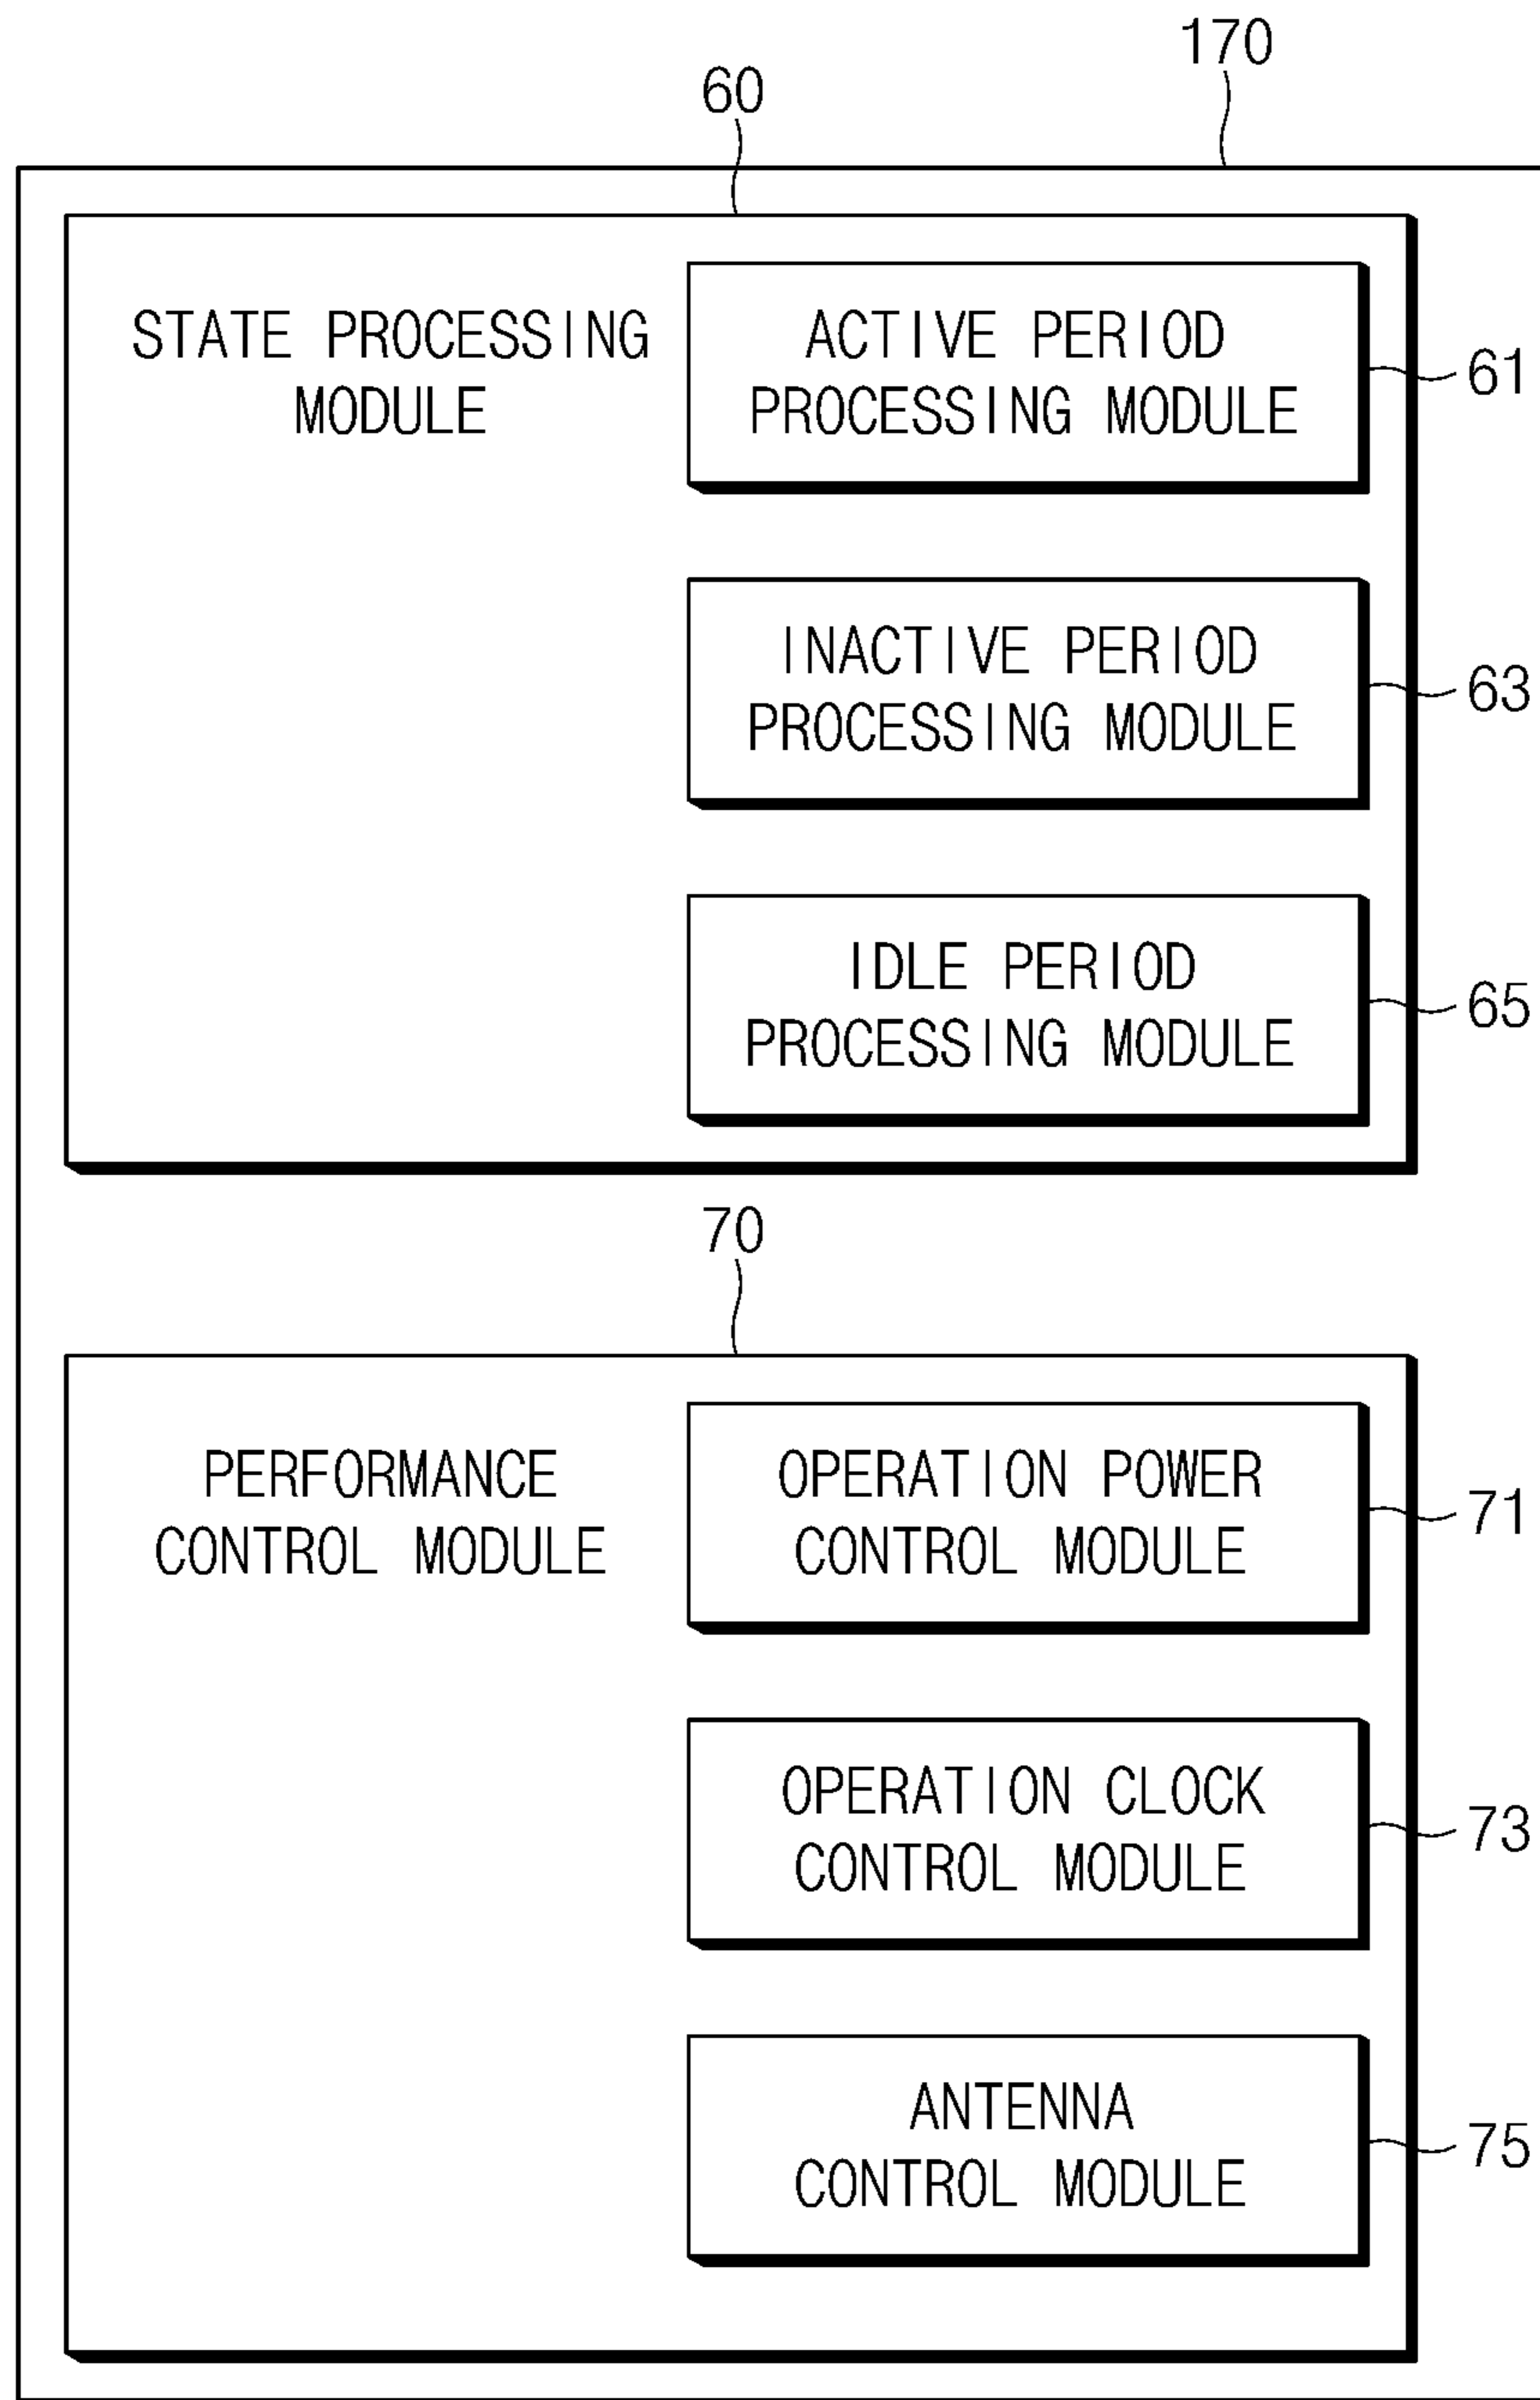 170
60
STATE PROCESSING
MODULE
ACTIVE PERIOD
PROCESSING MODULE
61
INACTIVE PERIOD
PROCESSING MODULE
63
IDLE PERIOD
PROCESSING MODULE
65
70
PERFORMANCE
CONTROL MODULE
OPERATION POWER
CONTROL MODULE
71
OPERATION CLOCK
CONTROL MODULE
73
ANTENNA
CONTROL MODULE
75